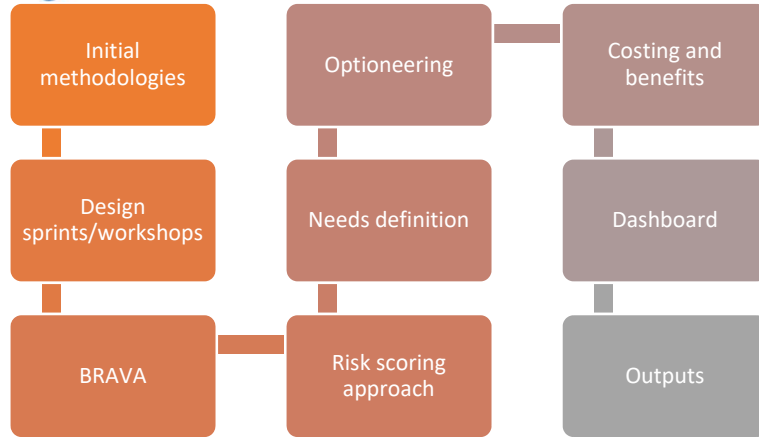 Initial
methodologies
Design
sprints/workshops
BRAVA
Risk scoring
approach
Needs definition
Optioneering
Costing and
benefits
Dashboard
Outputs